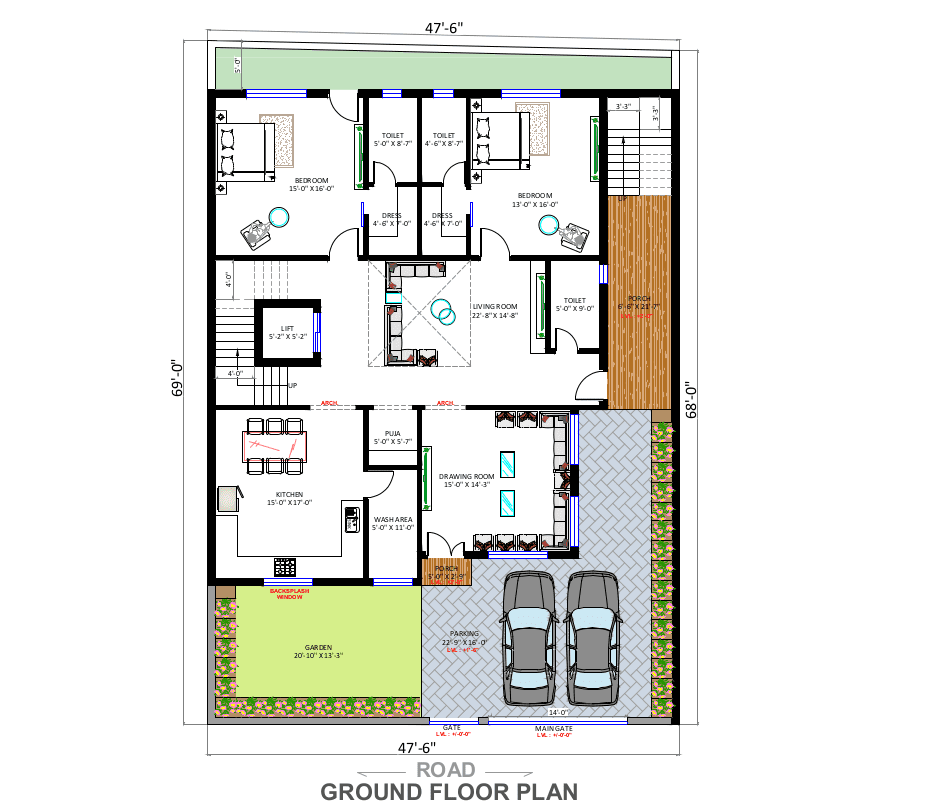 47'-6"
5'-0"
3'-3"
3'-3"
TOILET
5'-0" X 8'-7"
TOILET
4'-6" X 8'-7"
BEDROOM
15'-0" X 16'-0"
BEDROOM
13'-0" X 16'-0"
UP
DRESS
4'-6" X 7'-0"
DRESS
4'-6" X 7'-0"
4'-0"
LIVING ROOM
22'-8" X 14'-8"
TOILET
5'-0" X 9'-0"
PORCH
6'-6" X 21'-7"
LIFT
5'-2" X 5'-2"
4'-0"
UP
69'-0"
68'-0"
ARCH
ARCH
PUJA
5'-0" X 5'-7"
DRAWING ROOM
15'-0" X 14'-3"
KITCHEN
15'-0" X 17'-0"
WASH AREA
5'-0" X 11'-0"
PORCH
5'-0" X 2'-9"
BACKSPLASH
WINDOW
PARKING
22'-9" X 16'-0"
LVL : +/'-6"
GARDEN
20'-10" X 13'-3"
14'-0"
GATE
LVL : +/-0'-0"
MAIN GATE
LVL : +/-0'-0"
47'-6"
ROAD
GROUND FLOOR PLAN